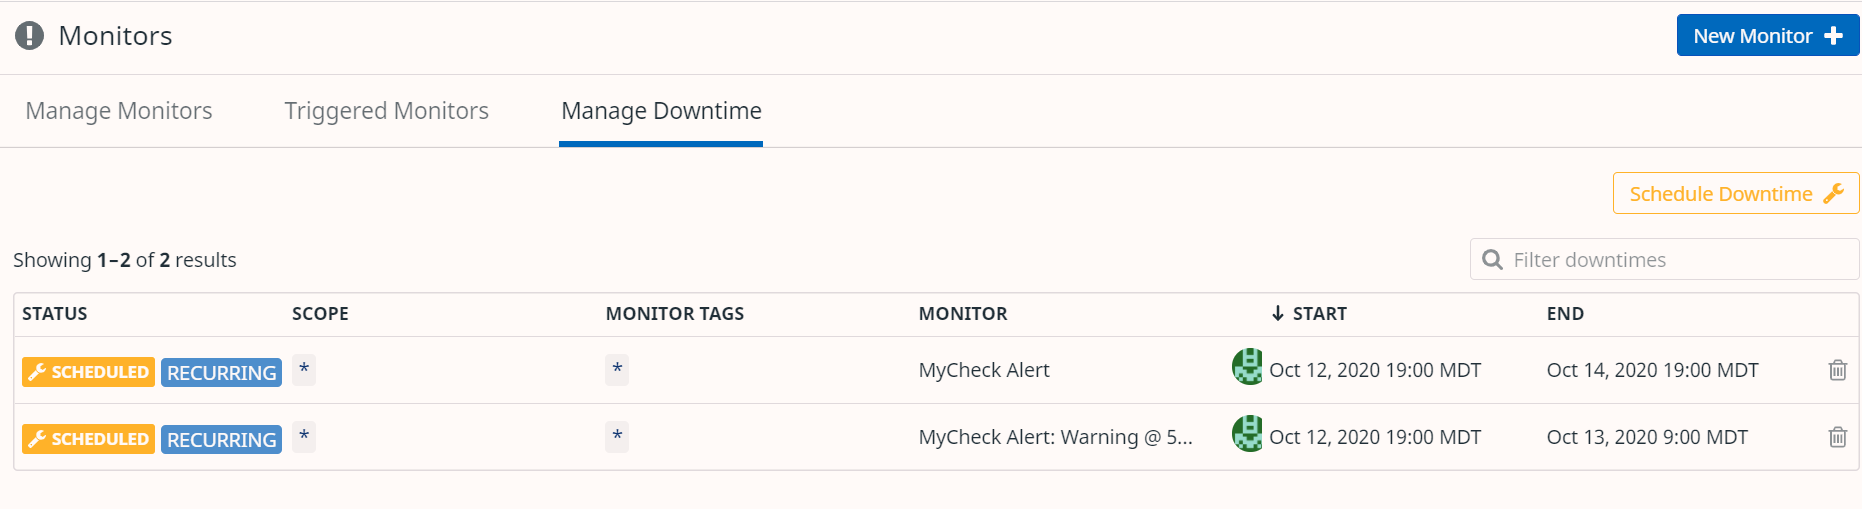 Monitors
New Monitor
Manage Monitors Triggered Monitors Manage Downtime
Schedule Downtime
Showing 1–2 of 2 results
Filter downtimes
STATUS SCOPE MONITOR TAGS MONITOR START END
SCHEDULED RECURRING * * MyCheck Alert Oct 12, 2020 19:00 MDT Oct 14, 2020 19:00 MDT
SCHEDULED RECURRING * * MyCheck Alert: Warning @ 5... Oct 12, 2020 19:00 MDT Oct 13, 2020 9:00 MDT